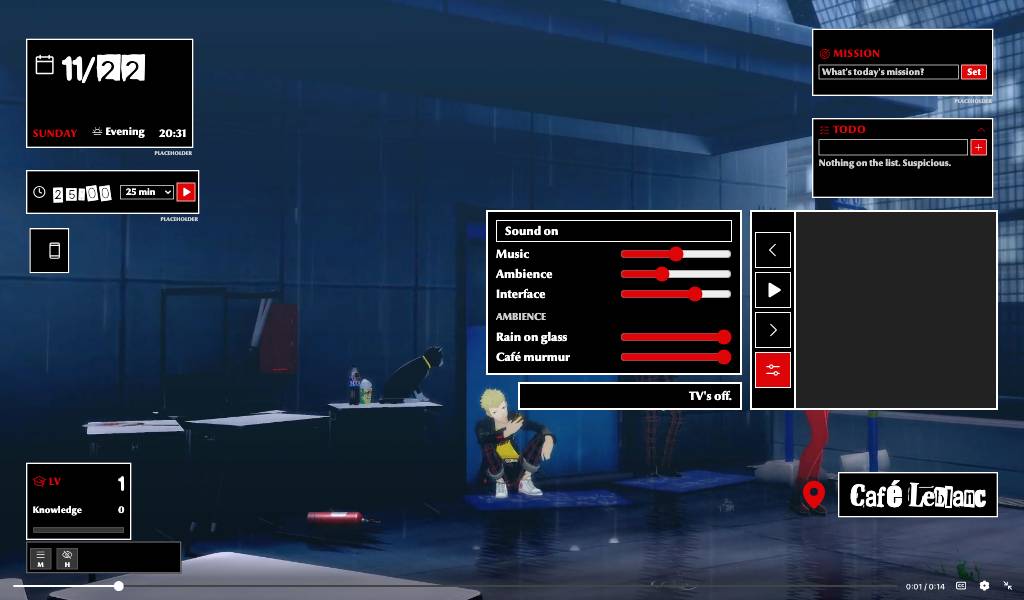 11/22
SUNDAY Evening 20:31
PLACEHOLDER
25:00 25 min
PLACEHOLDER
MISSION
What's today's mission? Set
PLACEHOLDER
TODO
+
Nothing on the list. Suspicious.
Sound on
Music
Ambience
Interface
AMBIENCE
Rain on glass
Café murmur
TV's off.
LV 1
Knowledge 0
M H
Café Leblanc
0:01 / 0:14 CC